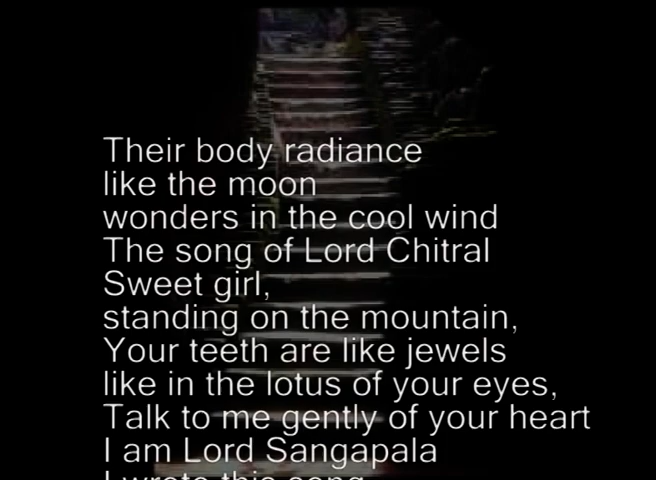 Their body radiance
like the moon
wonders in the cool wind
The song of Lord Chitral
Sweet girl,
standing on the mountain,
Your teeth are like jewels
like in the lotus of your eyes,
Talk to me gently of your heart
I am Lord Sangapala
I wrote this song